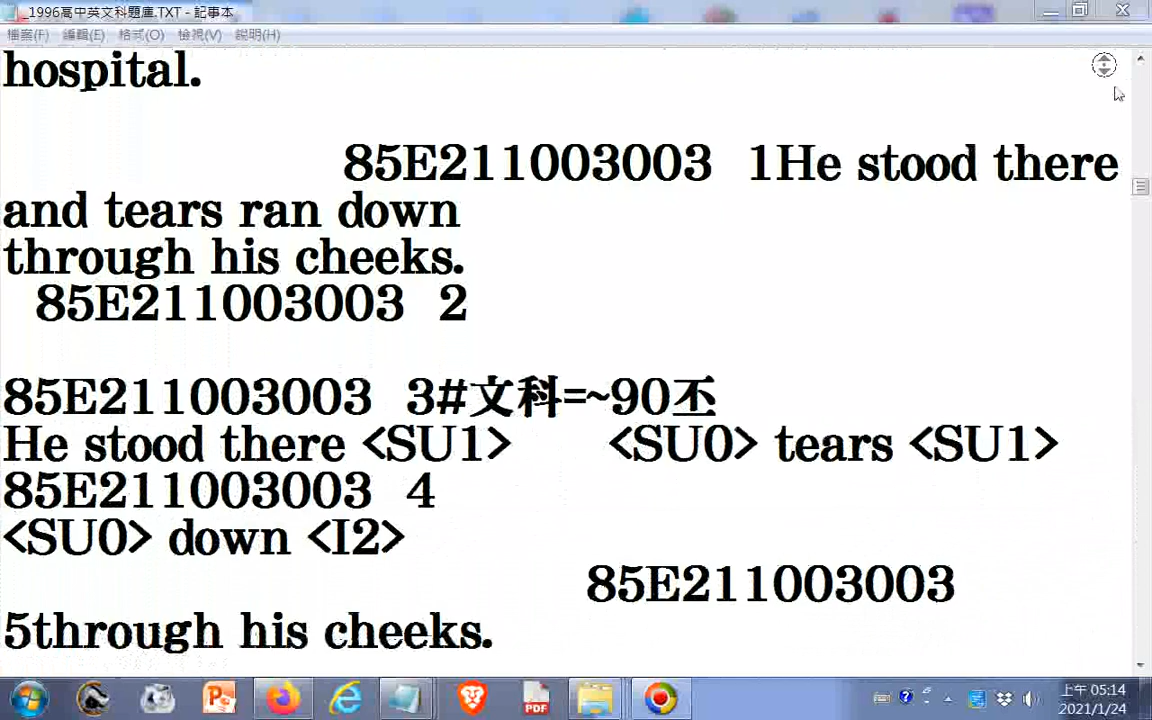 _1996高中英文科題庫.TXT - 記事本
檔案(F) 編輯(E) 格式(O) 檢視(V) 說明(H)
hospital.
85E211003003 1He stood there
and tears ran down
through his cheeks.
85E211003003 2
85E211003003 3#文科=~90丕
He stood there <SU1> <SU0> tears <SU1>
85E211003003 4
<SU0> down <I2>
85E211003003
5through his cheeks.
PDF
上午 05:14
2021/1/24